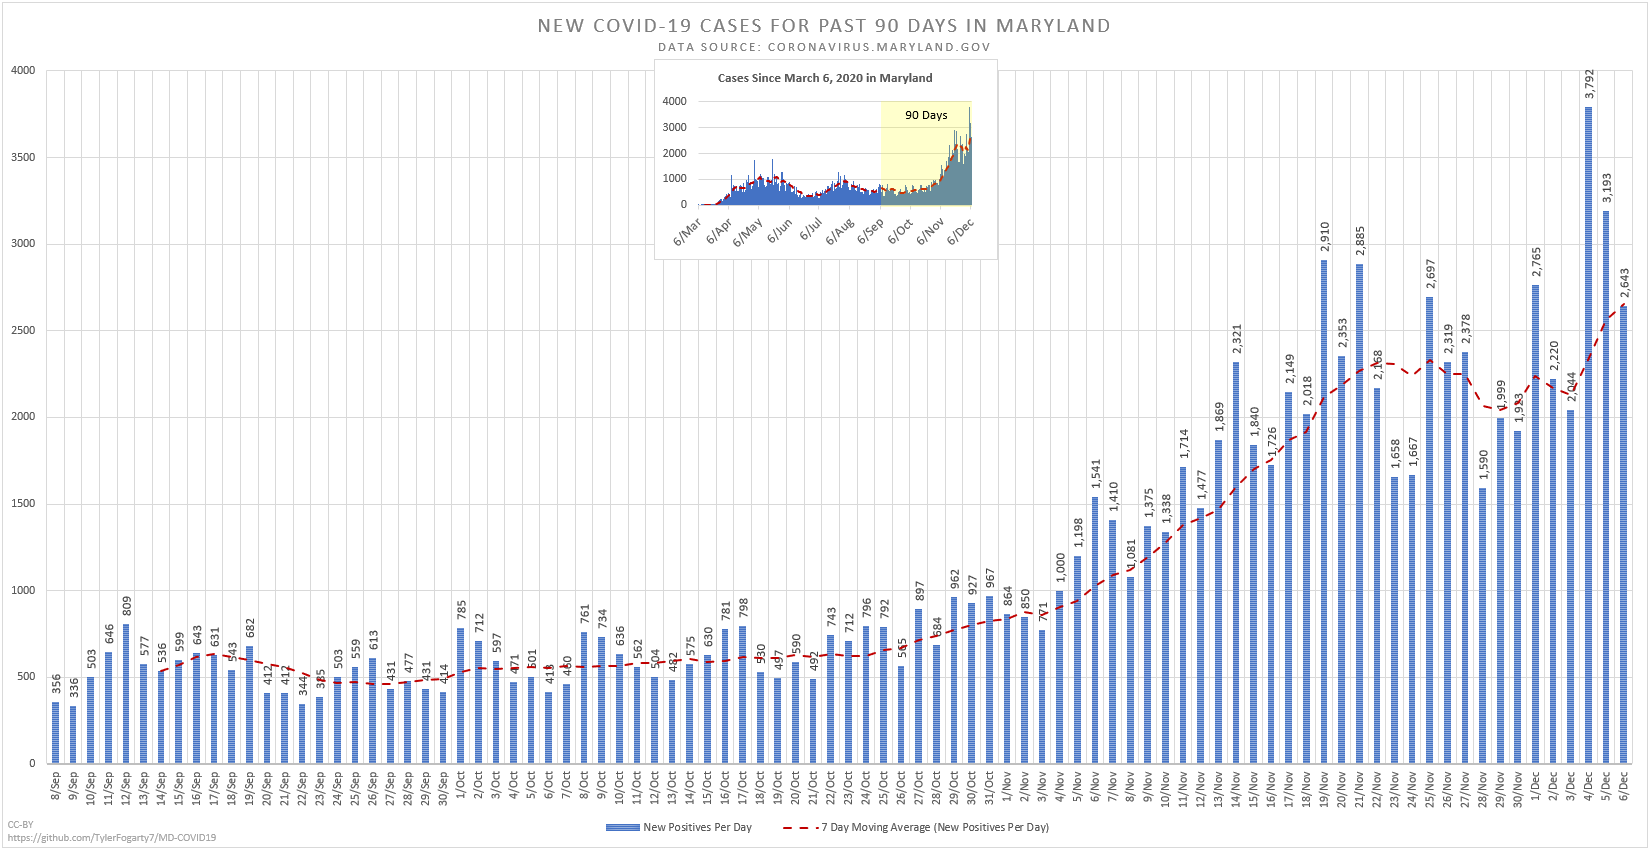 NEW COVID-19 CASES FOR PAST 90 DAYS IN MARYLAND
DATA SOURCE: CORONAVIRUS.MARYLAND.GOV
Cases Since March 6, 2020 in Maryland
90 Days
4000
3000
2000
1000
0
6/Mar
6/Apr
6/May
6/Jun
6/Jul
6/Aug
6/Sep
6/Oct
6/Nov
6/Dec
4000
3500
3000
2500
2000
1500
1000
500
0
356
336
503
646
809
577
536
599
643
631
543
682
412
412
344
385
503
559
613
431
477
431
414
785
712
597
471
501
413
460
761
734
636
562
504
482
575
630
781
798
530
497
590
492
743
712
796
792
565
897
684
962
927
967
864
850
771
1,000
1,198
1,541
1,410
1,081
1,375
1,338
1,714
1,477
1,869
2,321
1,840
1,726
2,149
2,018
2,910
2,353
2,885
2,168
1,658
1,667
2,697
2,319
2,378
1,590
1,999
1,923
2,765
2,220
2,044
3,792
3,193
2,643
8/Sep
9/Sep
10/Sep
11/Sep
12/Sep
13/Sep
14/Sep
15/Sep
16/Sep
17/Sep
18/Sep
19/Sep
20/Sep
21/Sep
22/Sep
23/Sep
24/Sep
25/Sep
26/Sep
27/Sep
28/Sep
29/Sep
30/Sep
1/Oct
2/Oct
3/Oct
4/Oct
5/Oct
6/Oct
7/Oct
8/Oct
9/Oct
10/Oct
11/Oct
12/Oct
13/Oct
14/Oct
15/Oct
16/Oct
17/Oct
18/Oct
19/Oct
20/Oct
21/Oct
22/Oct
23/Oct
24/Oct
25/Oct
26/Oct
27/Oct
28/Oct
29/Oct
30/Oct
31/Oct
1/Nov
2/Nov
3/Nov
4/Nov
5/Nov
6/Nov
7/Nov
8/Nov
9/Nov
10/Nov
11/Nov
12/Nov
13/Nov
14/Nov
15/Nov
16/Nov
17/Nov
18/Nov
19/Nov
20/Nov
21/Nov
22/Nov
23/Nov
24/Nov
25/Nov
26/Nov
27/Nov
28/Nov
29/Nov
30/Nov
1/Dec
2/Dec
3/Dec
4/Dec
5/Dec
6/Dec
New Positives Per Day
7 Day Moving Average (New Positives Per Day)
CC-BY
https://github.com/TylerFogarty7/MD-COVID19